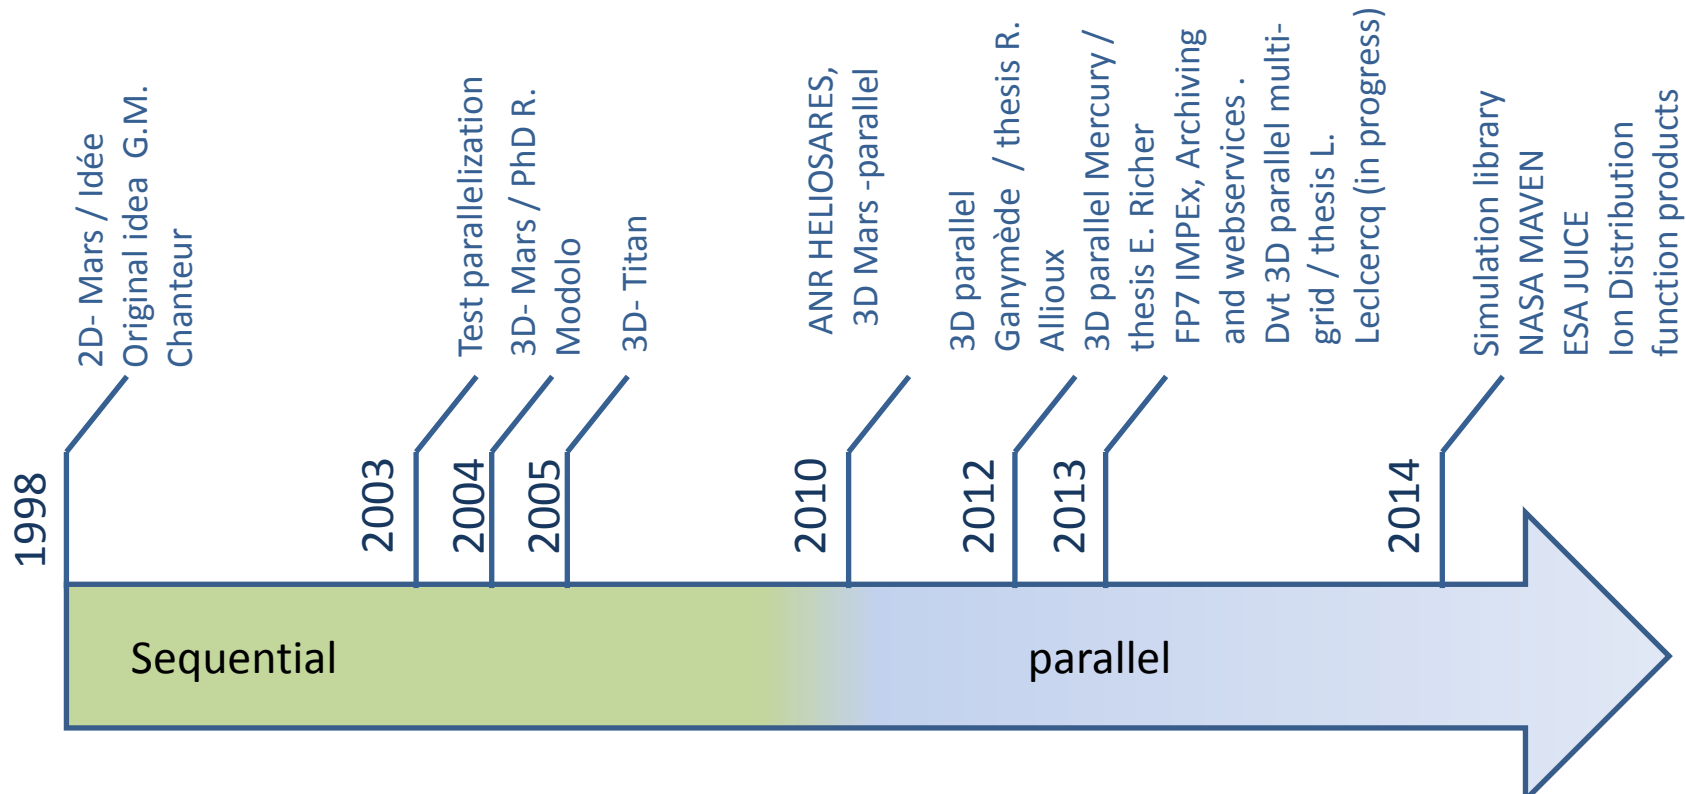 1998
2D- Mars / Idée
Original idea  G.M.
Chanteur
2003
Test parallelization
2004
3D- Mars / PhD R.
Modolo
2005
3D- Titan
2010
ANR HELIOSARES,
3D Mars -parallel
2012
3D parallel
Ganymède  / thesis R.
Allioux
2013
3D parallel Mercury /
thesis E. Richer
FP7 IMPEx, Archiving
and webservices .
Dvt 3D parallel multi-
grid / thesis L.
Leclcercq (in progress)
2014
Simulation library
NASA MAVEN
ESA JUICE
Ion Distribution
function products
Sequential
parallel